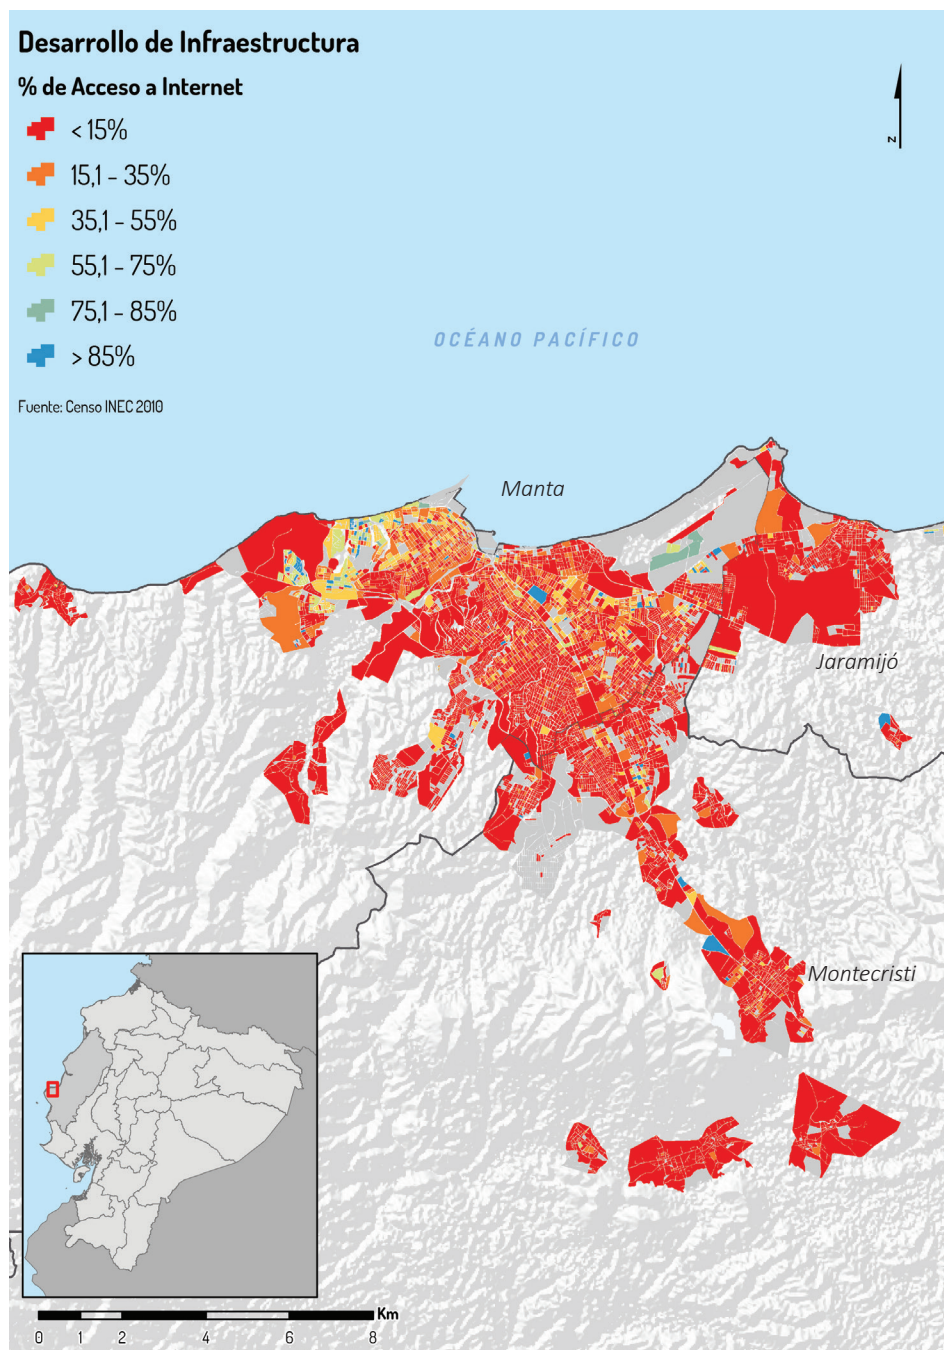 Desarrollo de Infraestructura
% de Acceso a Internet
< 15%
15,1 - 35%
35,1 - 55%
55,1 - 75%
75,1 - 85%
> 85%
Fuente: Censo INEC 2010
N
OCÉANO PACÍFICO
Manta
Jaramijó
Montecristi
Km
0 1 2 4 6 8